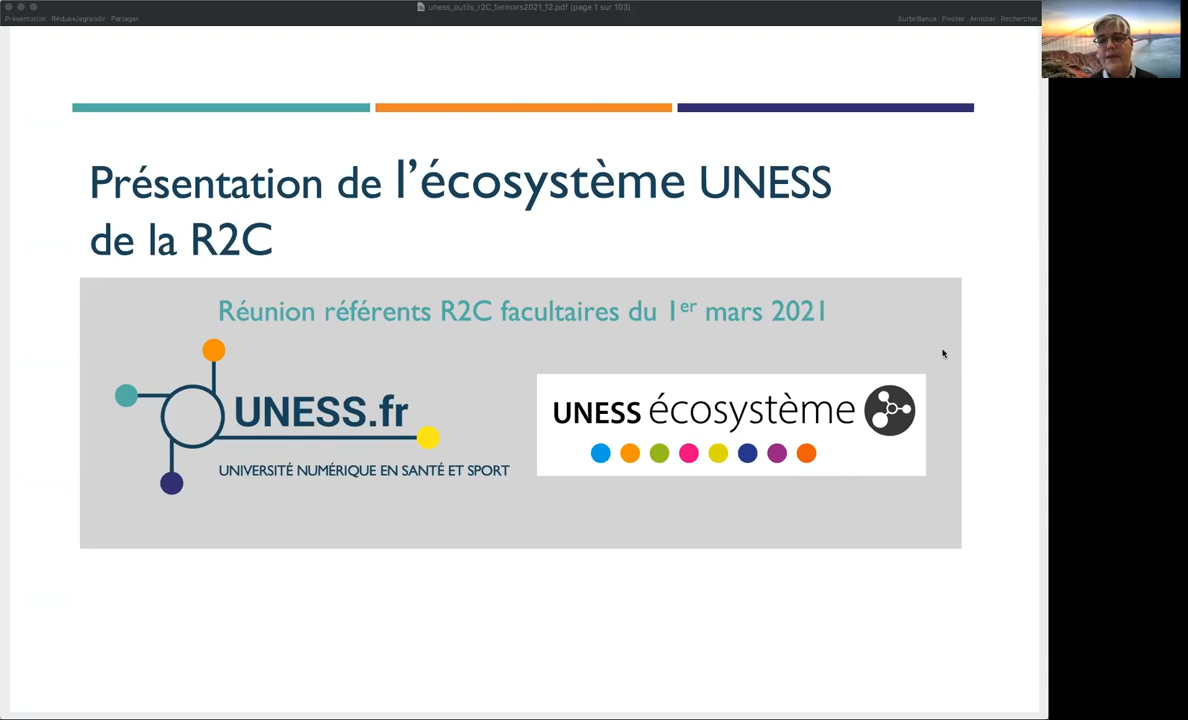 uness_outils_r2C_1ermars2021_12.pdf (page 1 sur 103)
Présentation Réduire/agrandir Partager
Surbrillance Pivoter Annoter Rechercher
Présentation de l’écosystème UNESS
de la R2C
Réunion référents R2C facultaires du 1er mars 2021
UNESS.fr
UNIVERSITÉ NUMÉRIQUE EN SANTÉ ET SPORT
UNESS écosystème